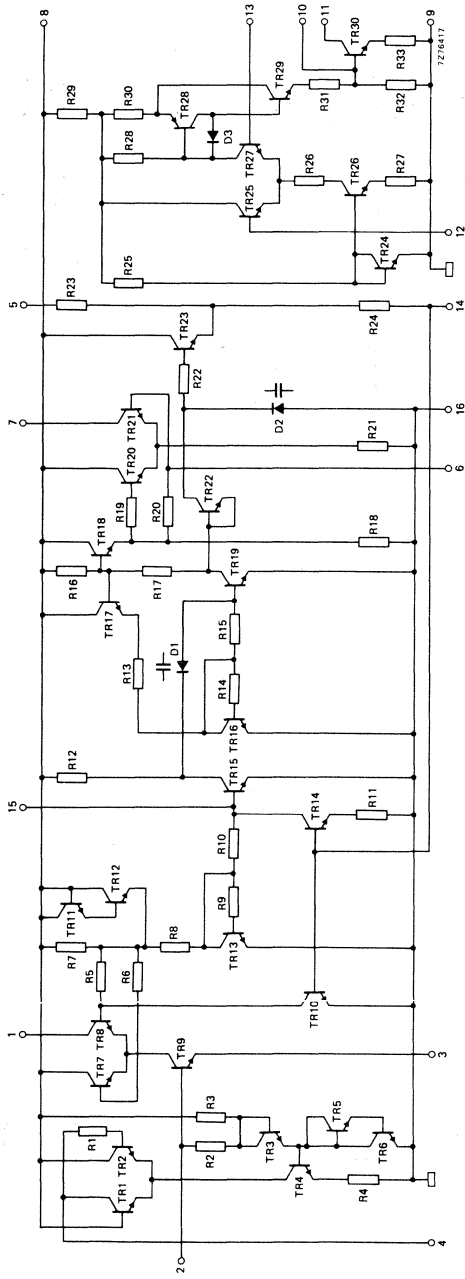 1
15
7
5
8
R1
TR1
TR2
TR7
TR8
R7
R5
R6
TR11
TR12
R12
R16
TR17
TR18
TR20
TR21
R23
R29
R30
R28
TR28
D3
R3
R2
TR9
R8
R13
D1
R17
R19
R20
TR22
R22
TR23
R25
TR25
TR27
TR29
13
10
11
2
TR3
TR4
TR5
TR6
R4
TR10
TR13
R9
R10
TR15
TR14
R11
TR16
R14
R15
TR19
R18
R21
D2
R24
R26
TR26
R27
TR24
R31
R32
TR30
R33
4
3
6
16
14
12
9
7Z76417